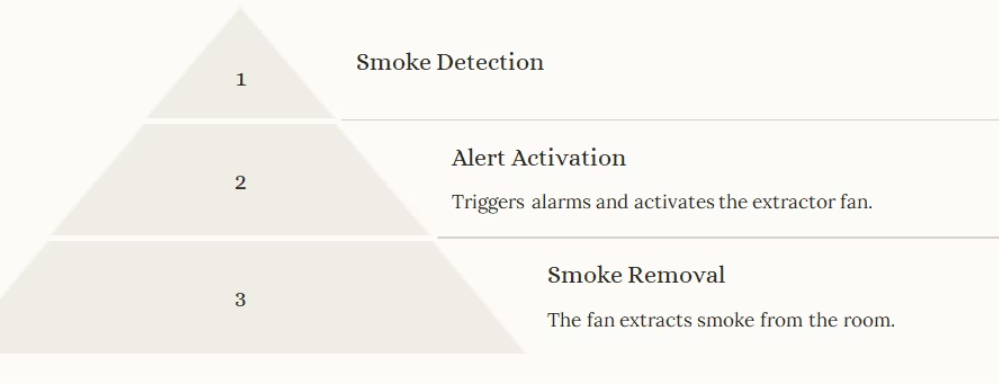 1
Smoke Detection
2
Alert Activation
Triggers alarms and activates the extractor fan.
3
Smoke Removal
The fan extracts smoke from the room.